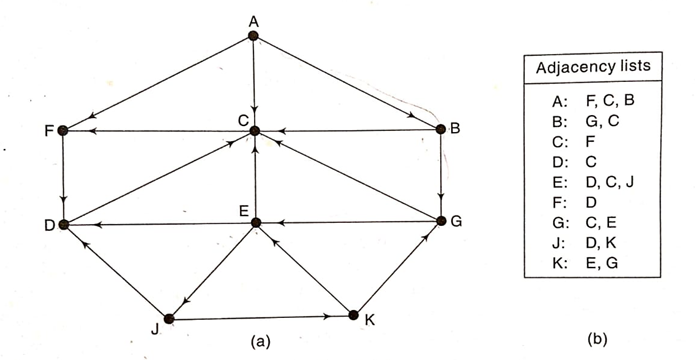 A
F
C
B
D
E
G
J
K
(a)
Adjacency lists
A: F, C, B
B: G, C
C: F
D: C
E: D, C, J
F: D
G: C, E
J: D, K
K: E, G
(b)